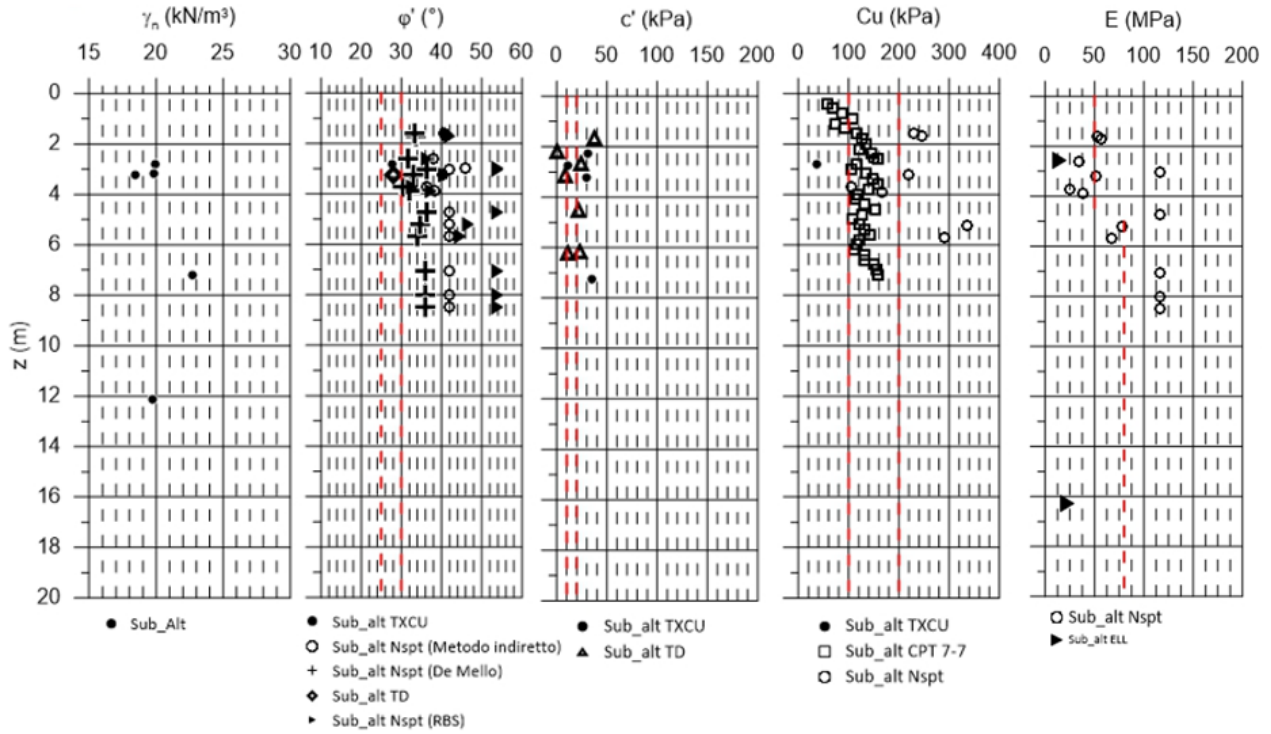 γn (kN/m³)
15 20 25 30
φ' (°)
10 20 30 40 50 60
c' (kPa)
0 50 100 150 200
Cu (kPa)
0 100 200 300 400
E (MPa)
0 50 100 150 200
z (m)
0
2
4
6
8
10
12
14
16
18
20
Sub_Alt
Sub_alt TXCU
Sub_alt Nspt (Metodo indiretto)
Sub_alt Nspt (De Mello)
Sub_alt TD
Sub_alt Nspt (RBS)
Sub_alt TXCU
Sub_alt TD
Sub_alt TXCU
Sub_alt CPT 7-7
Sub_alt Nspt
Sub_alt Nspt
Sub_alt ELL